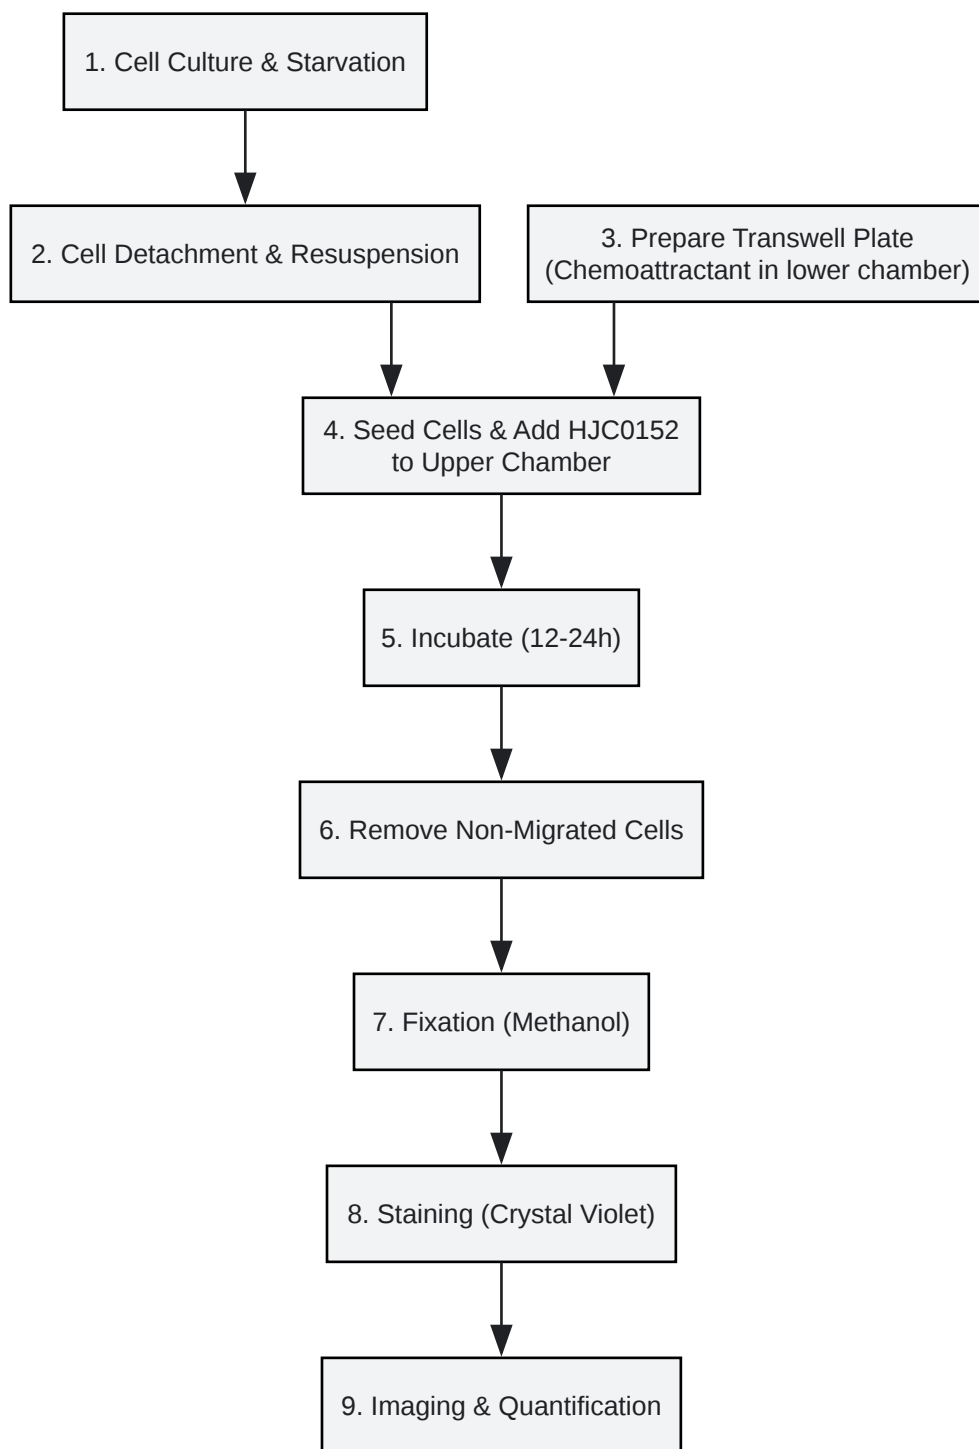 1. Cell Culture & Starvation
2. Cell Detachment & Resuspension
3. Prepare Transwell Plate
(Chemoattractant in lower chamber)
4. Seed Cells & Add HJC0152
to Upper Chamber
5. Incubate (12-24h)
6. Remove Non-Migrated Cells
7. Fixation (Methanol)
8. Staining (Crystal Violet)
9. Imaging & Quantification